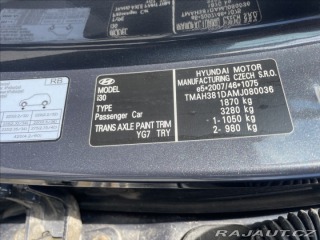 LRB
MODEL
i30
TYPE
Passenger Car
TRANS AXLE PAINT TRIM
YG7 TRY
HYUNDAI MOTOR
MANUFACTURING CZECH S.R.O.
e5*2007/46*1075
TMAH381DAMJ080036
1870 kg
3280 kg
1- 1050 kg
2- 980 kg
RAJAUT.CZ